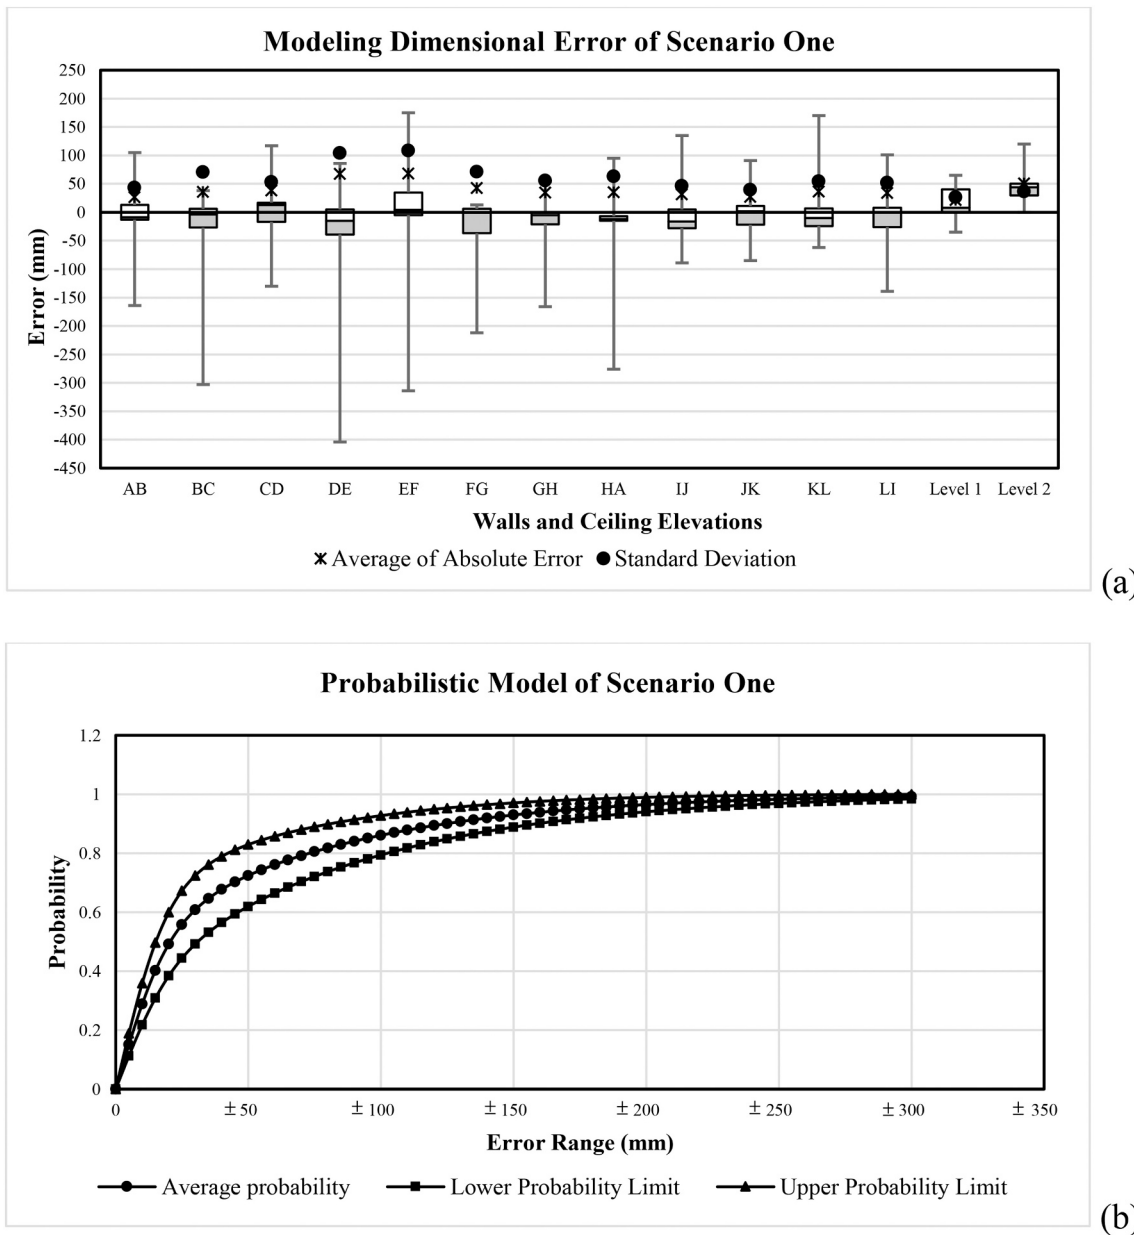 Modeling Dimensional Error of Scenario One
250
200
150
100
50
0
-50
-100
-150
-200
-250
-300
-350
-400
-450
Error (mm)
AB BC CD DE EF FG GH HA IJ JK KL LI Level 1 Level 2
Walls and Ceiling Elevations
Average of Absolute Error Standard Deviation
(a)
Probabilistic Model of Scenario One
1.2
1
0.8
0.6
0.4
0.2
0
Probability
0 ± 50 ± 100 ± 150 ± 200 ± 250 ± 300 ± 350
Error Range (mm)
Average probability Lower Probability Limit Upper Probability Limit
(b)